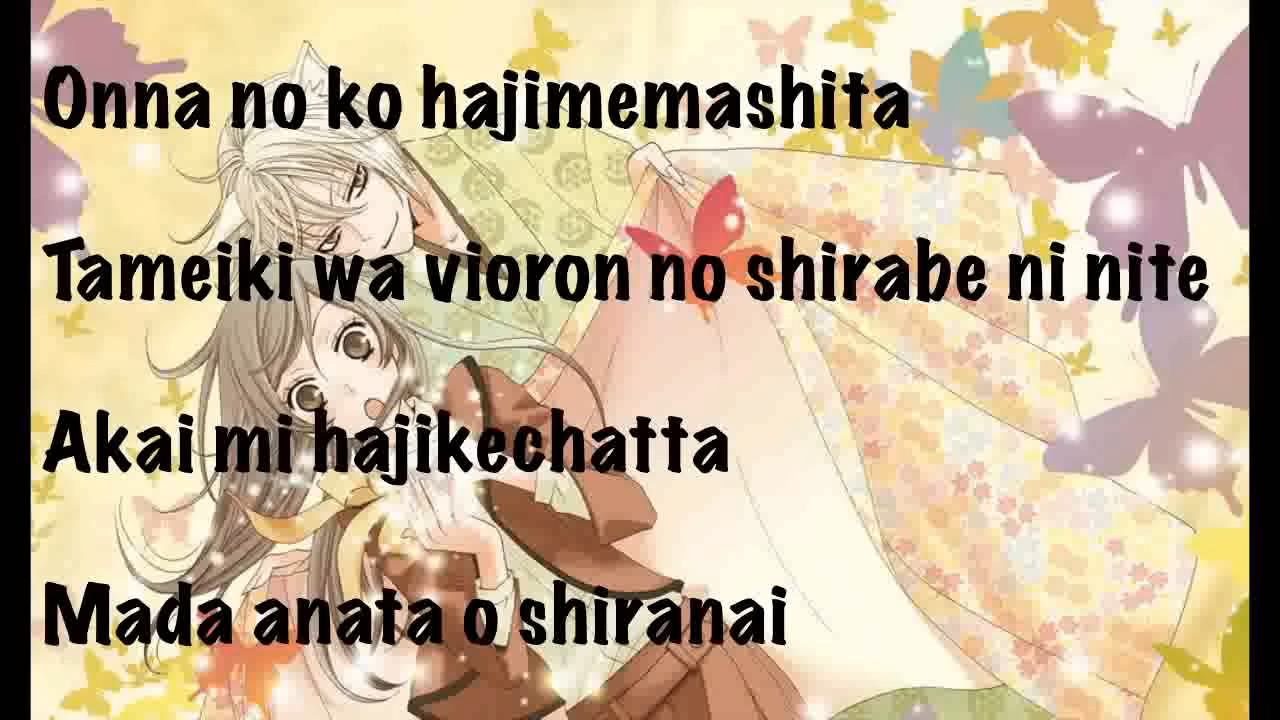 Onna no ko hajimemashita
Tameiki wa vioron no shirabe ni nite
Akai mi hajikechatta
Mada anata o shiranai